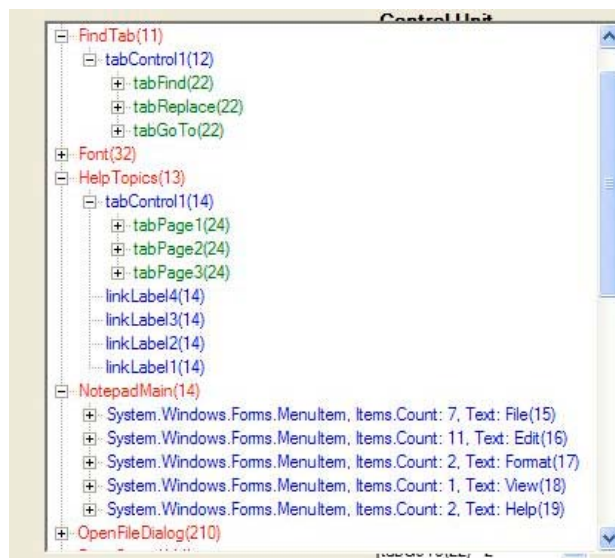 Control Unit
FindTab(11)
tabControl1(12)
tabFind(22)
tabReplace(22)
tabGoTo(22)
Font(32)
HelpTopics(13)
tabControl1(14)
tabPage1(24)
tabPage2(24)
tabPage3(24)
linkLabel4(14)
linkLabel3(14)
linkLabel2(14)
linkLabel1(14)
NotepadMain(14)
System.Windows.Forms.MenuItem, Items.Count: 7, Text: File(15)
System.Windows.Forms.MenuItem, Items.Count: 11, Text: Edit(16)
System.Windows.Forms.MenuItem, Items.Count: 2, Text: Format(17)
System.Windows.Forms.MenuItem, Items.Count: 1, Text: View(18)
System.Windows.Forms.MenuItem, Items.Count: 2, Text: Help(19)
OpenFileDialog(210)